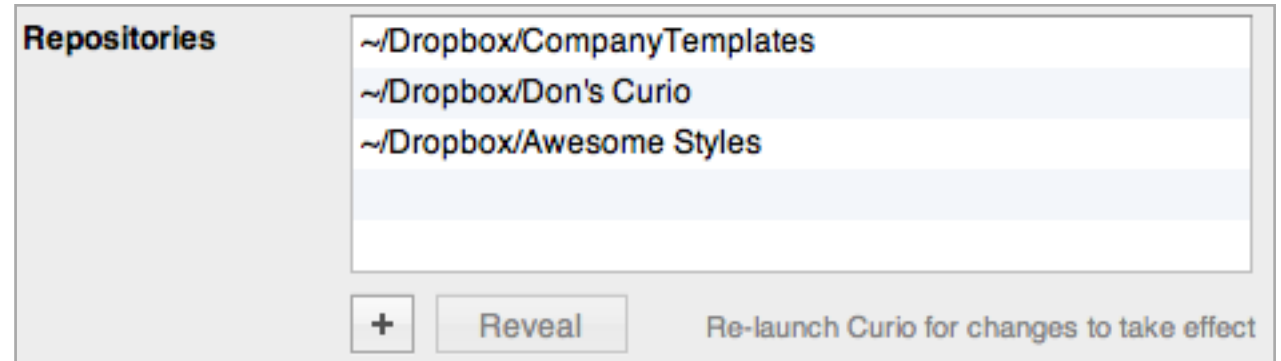 Repositories
~/Dropbox/CompanyTemplates
~/Dropbox/Don's Curio
~/Dropbox/Awesome Styles
+ Reveal Re-launch Curio for changes to take effect